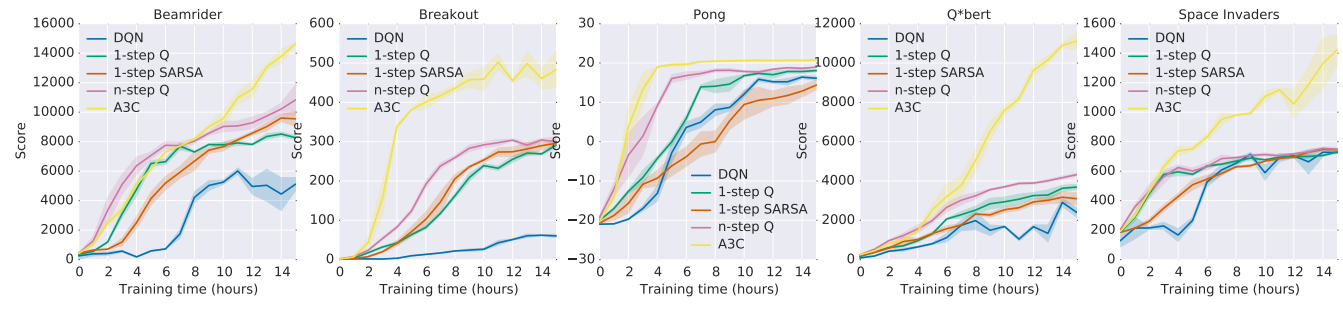 Beamrider
16000
14000
12000
10000
8000
6000
4000
2000
0
0 2 4 6 8 10 12 14
Training time (hours)
Score
DQN
1-step Q
1-step SARSA
n-step Q
A3C
Breakout
600
500
400
300
200
100
0
0 2 4 6 8 10 12 14
Training time (hours)
Score
DQN
1-step Q
1-step SARSA
n-step Q
A3C
Pong
30
20
10
0
−10
−20
−30
0 2 4 6 8 10 12 14
Training time (hours)
Score
DQN
1-step Q
1-step SARSA
n-step Q
A3C
Q*bert
12000
10000
8000
6000
4000
2000
0
0 2 4 6 8 10 12 14
Training time (hours)
Score
DQN
1-step Q
1-step SARSA
n-step Q
A3C
Space Invaders
1600
1400
1200
1000
800
600
400
200
0
0 2 4 6 8 10 12 14
Training time (hours)
Score
DQN
1-step Q
1-step SARSA
n-step Q
A3C